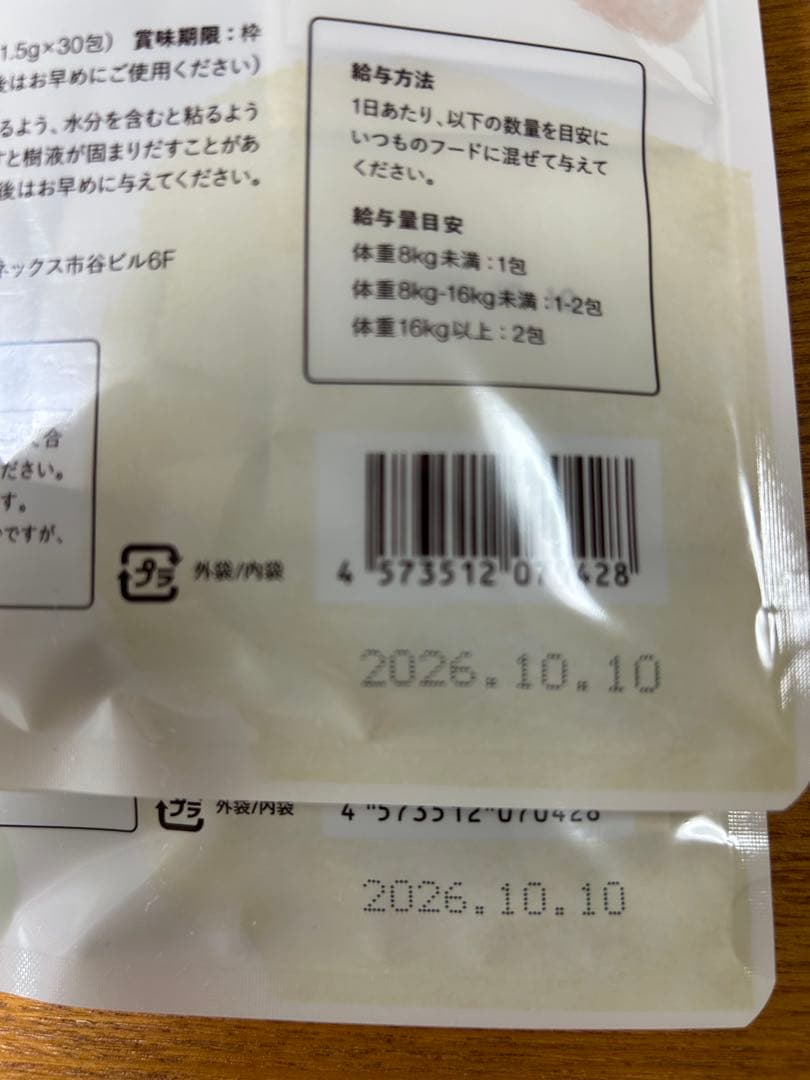 1.5g×30包） 賞味期限：枠
後はお早めにご使用ください）
るよう、水分を含むと粘るよう
すと樹液が固まりだすことがあ
後はお早めに与えてください。
ネックス市谷ビル6F
合
ださい。
す。
ですが、
給与方法
1日あたり、以下の数量を目安に
いつものフードに混ぜて与えて
ください。
給与量目安
体重8kg未満：1包
体重8kg-16kg未満：1-2包
体重16kg以上：2包
プラ 外袋/内袋
4 573512 070428
2026.10.10
プラ 外袋/内袋
4 573512 070428
2026.10.10